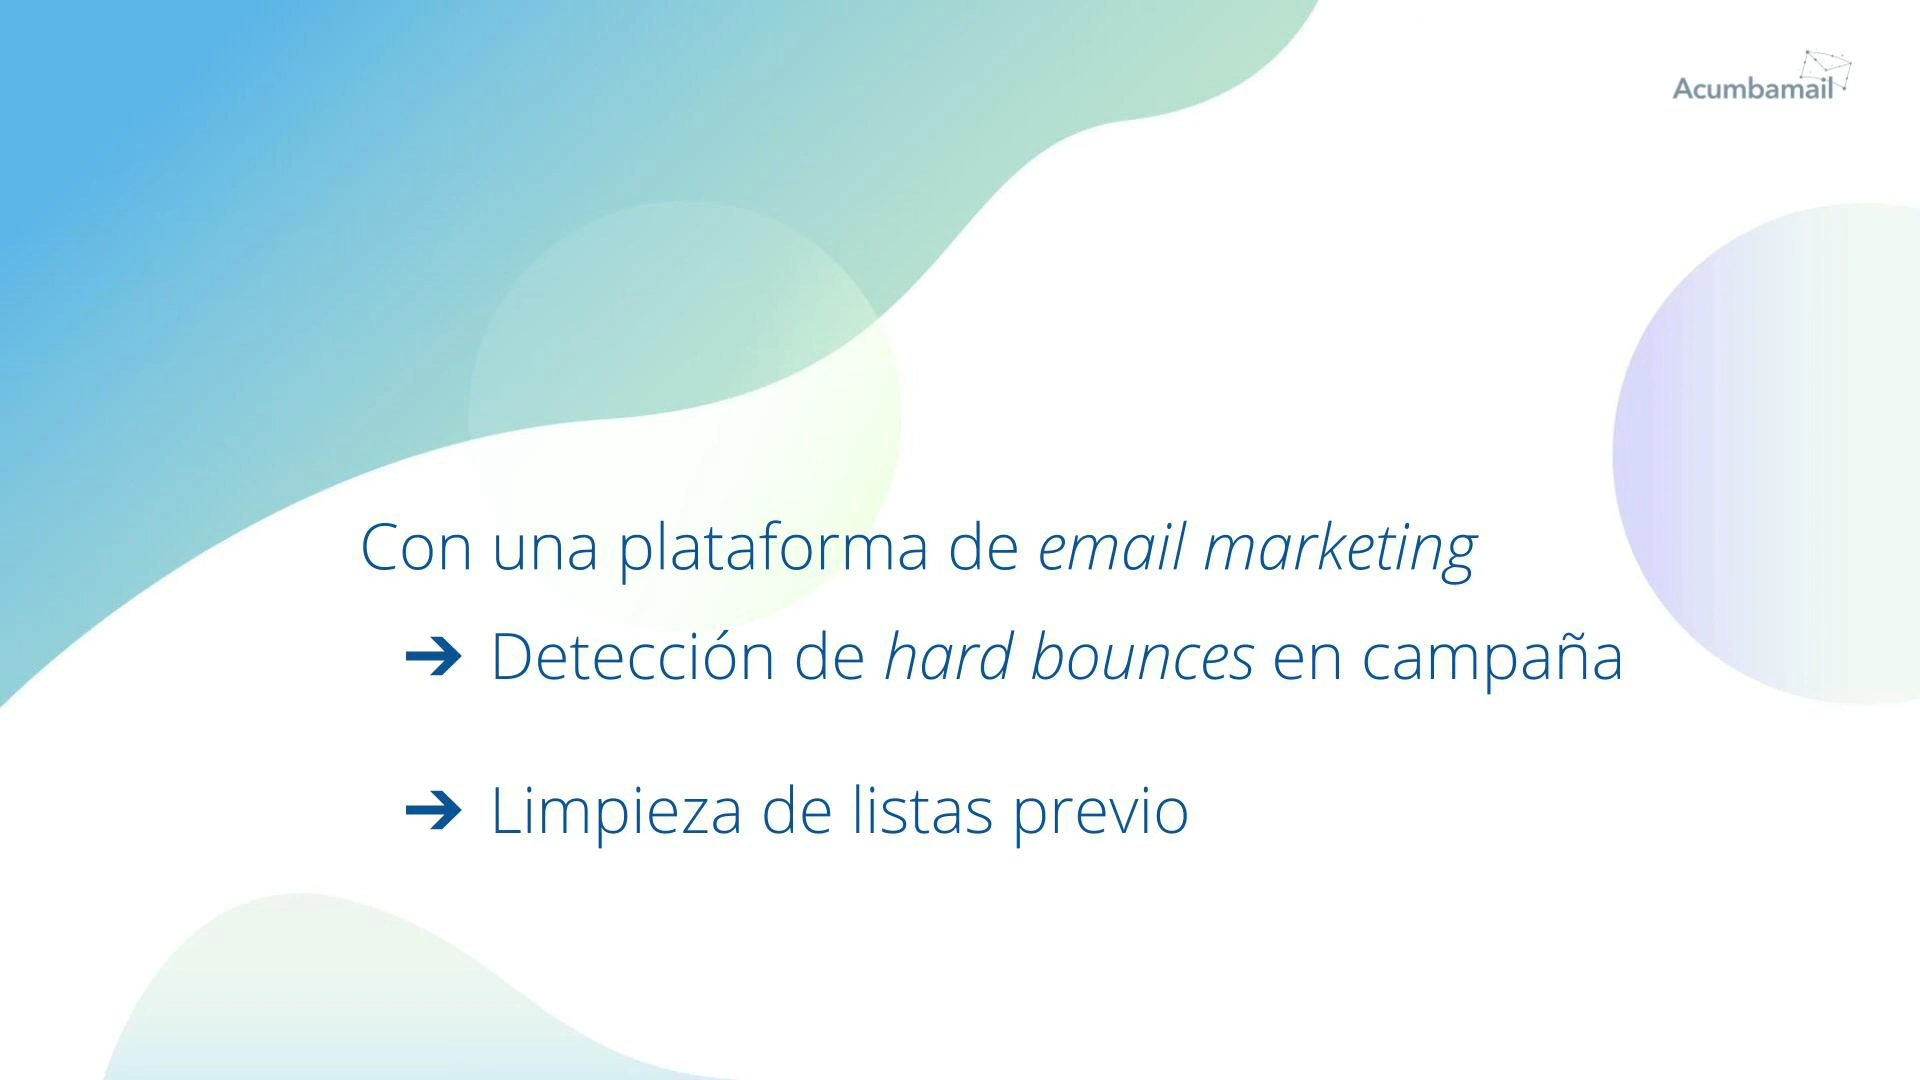 Acumbamail
Con una plataforma de email marketing
➔ Detección de hard bounces en campaña
➔ Limpieza de listas previo